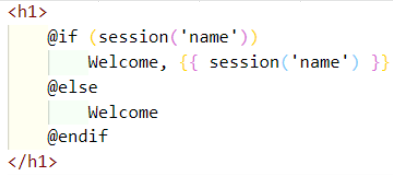 <h1>
@if (session('name'))
Welcome, {{ session('name') }}
@else
Welcome
@endif
</h1>